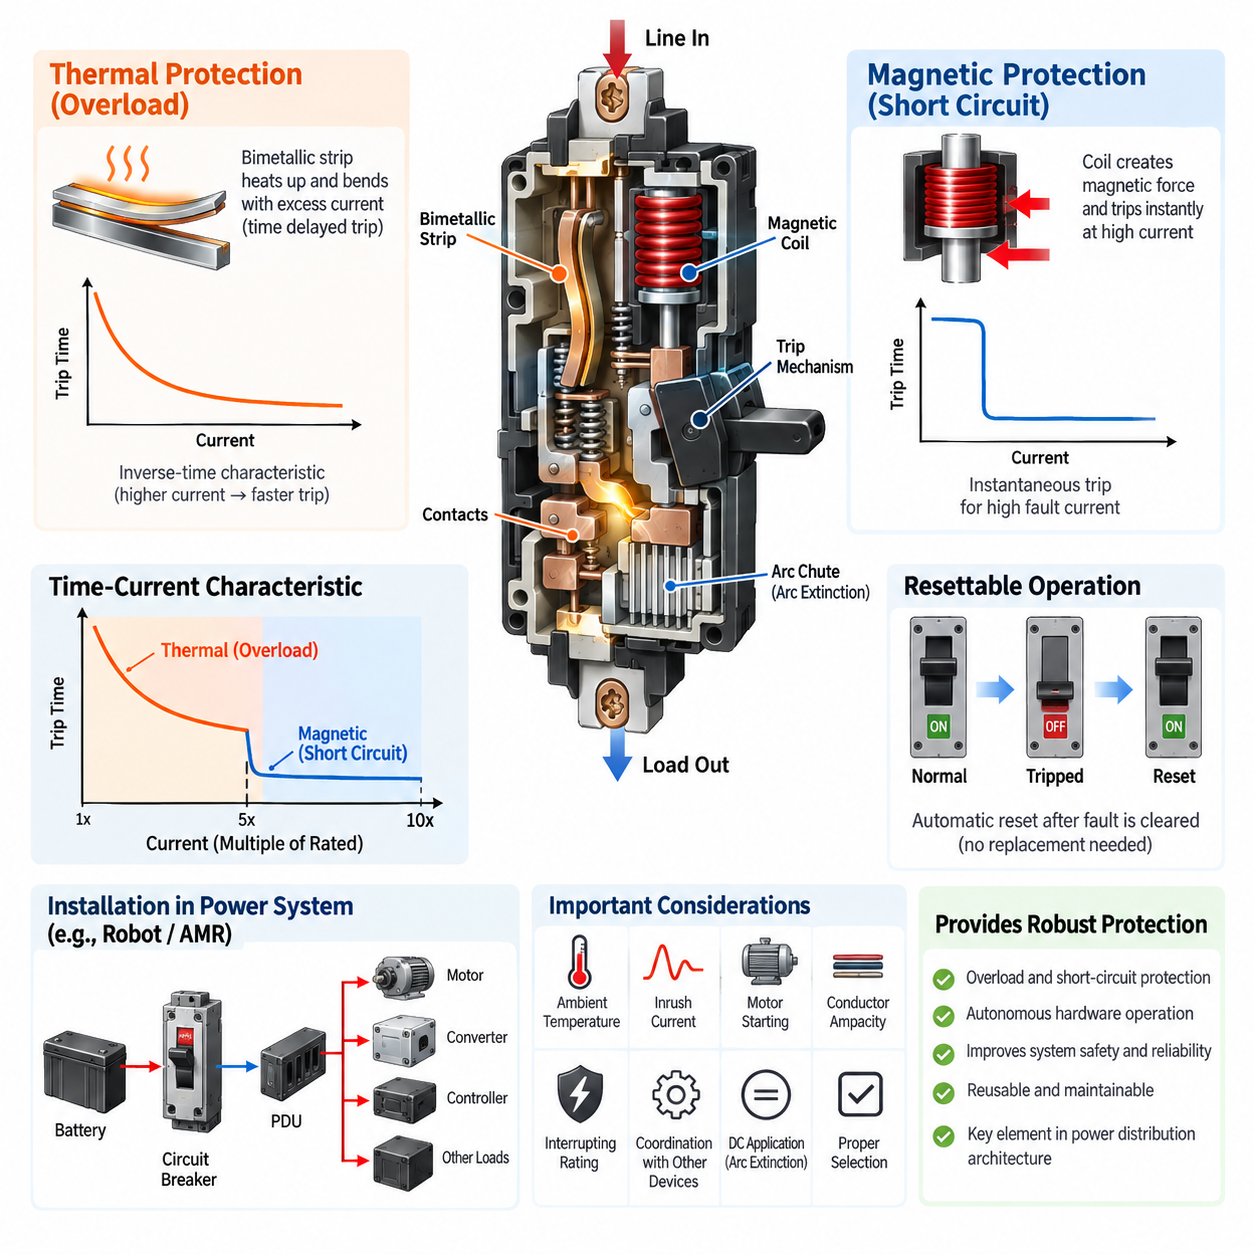 Line In
Thermal Protection
(Overload)
Bimetallic strip
heats up and bends
with excess current
(time delayed trip)
Trip Time
Current
Inverse-time characteristic
(higher current → faster trip)
Bimetallic
Strip
Magnetic
Coil
Trip
Mechanism
Contacts
Arc Chute
(Arc Extinction)
Load Out
Magnetic Protection
(Short Circuit)
Coil creates
magnetic force
and trips instantly
at high current
Trip Time
Current
Instantaneous trip
for high fault current
Time-Current Characteristic
Thermal (Overload)
Magnetic
(Short Circuit)
Trip Time
1x
5x
10x
Current (Multiple of Rated)
Resettable Operation
ON
OFF
ON
Normal
Tripped
Reset
Automatic reset after fault is cleared
(no replacement needed)
Installation in Power System
(e.g., Robot / AMR)
Battery
Circuit
Breaker
PDU
Motor
Converter
Controller
Other Loads
Important Considerations
Ambient
Temperature
Inrush
Current
Motor
Starting
Conductor
Ampacity
Interrupting
Rating
Coordination
with Other
Devices
DC Application
(Arc Extinction)
Proper
Selection
Provides Robust Protection
Overload and short-circuit protection
Autonomous hardware operation
Improves system safety and reliability
Reusable and maintainable
Key element in power distribution
architecture